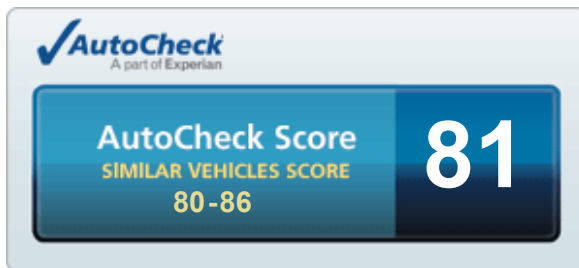 AutoCheck
A part of Experian
AutoCheck Score
SIMILAR VEHICLES SCORE
80-86
81